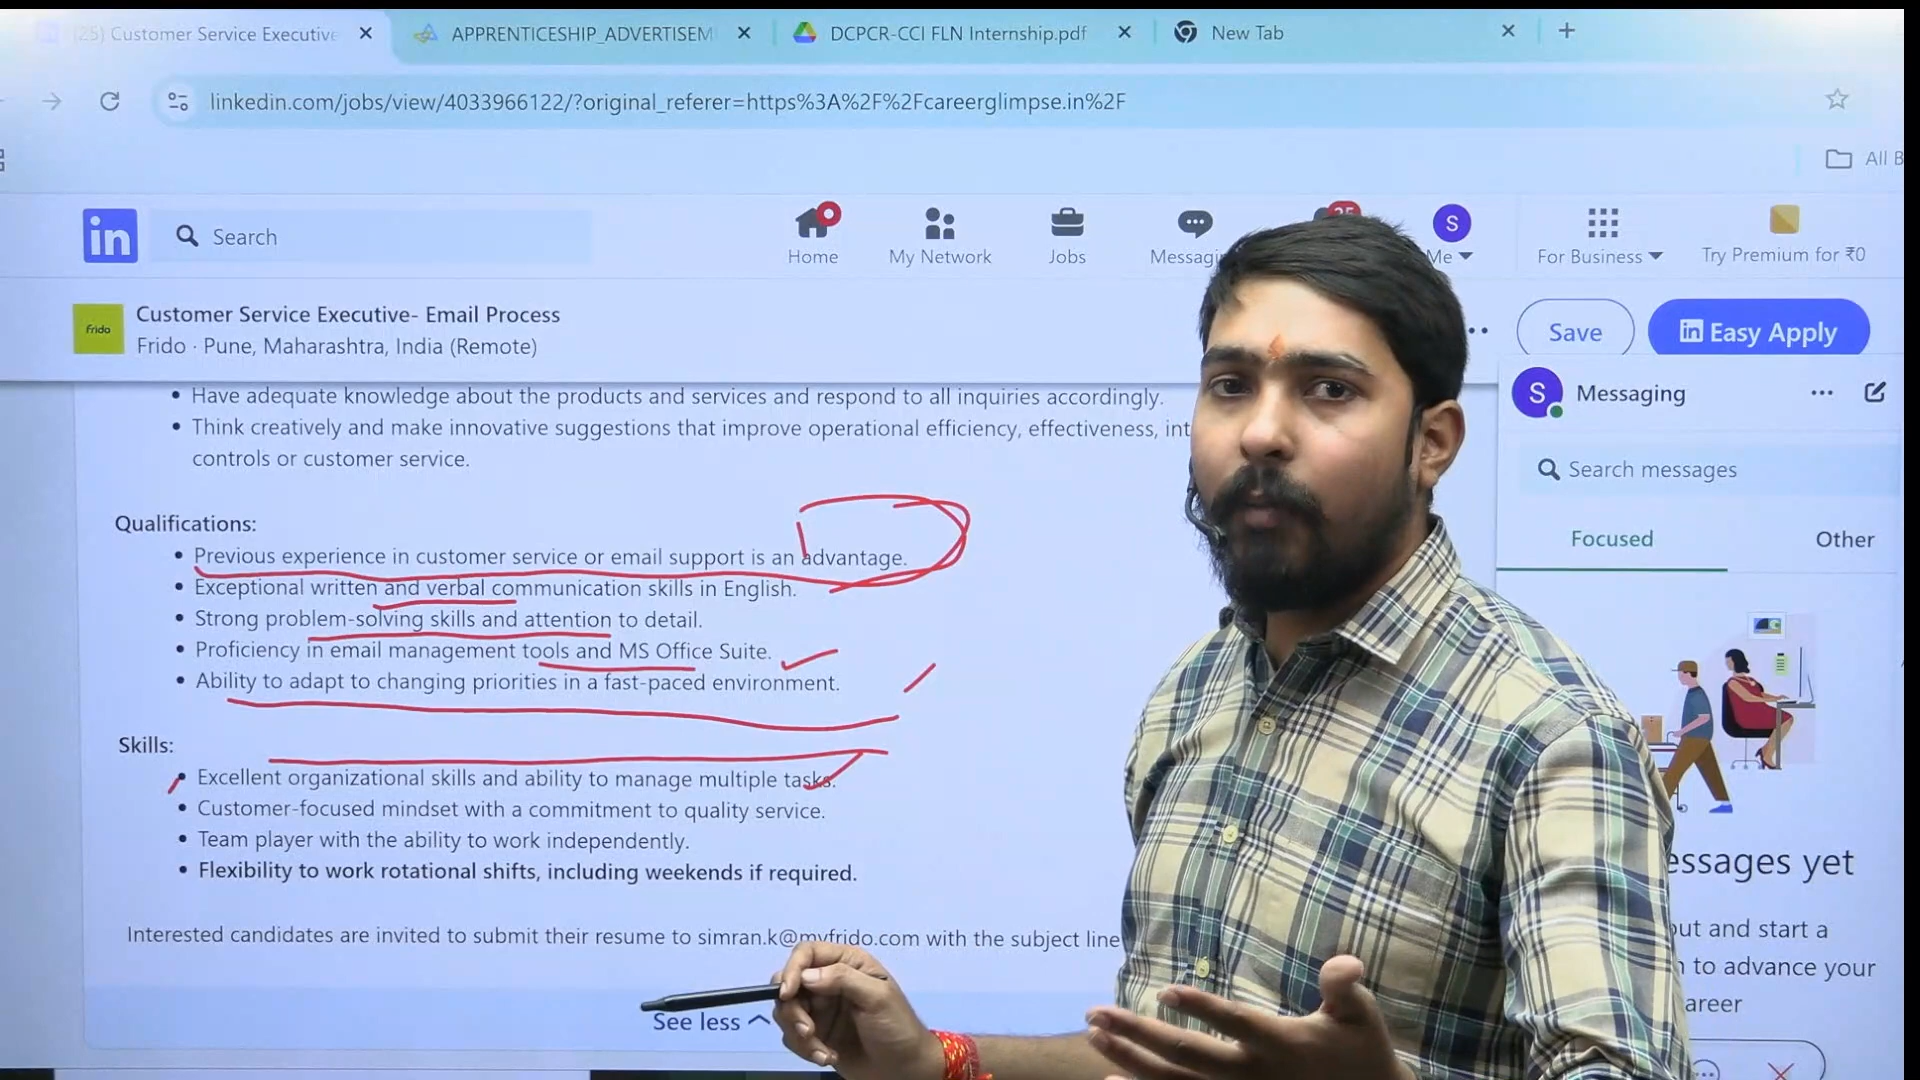 (25) Customer Service Executive
APPRENTICESHIP_ADVERTISEM
DCPCR-CCI FLN Internship.pdf
New Tab
linkedin.com/jobs/view/4033966122/?original_referer=https%3A%2F%2Fcareerglimpse.in%2F
All B
in
Search
Home
My Network
Jobs
Messagi
25
S
Me
For Business
Try Premium for ₹0
frido
Customer Service Executive- Email Process
Frido · Pune, Maharashtra, India (Remote)
Save
in Easy Apply
S
Messaging
Search messages
Focused
Other
• Have adequate knowledge about the products and services and respond to all inquiries accordingly.
• Think creatively and make innovative suggestions that improve operational efficiency, effectiveness, int
controls or customer service.
Qualifications:
• Previous experience in customer service or email support is an advantage.
• Exceptional written and verbal communication skills in English.
• Strong problem-solving skills and attention to detail.
• Proficiency in email management tools and MS Office Suite.
• Ability to adapt to changing priorities in a fast-paced environment.
Skills:
• Excellent organizational skills and ability to manage multiple tasks.
• Customer-focused mindset with a commitment to quality service.
• Team player with the ability to work independently.
• Flexibility to work rotational shifts, including weekends if required.
Interested candidates are invited to submit their resume to simran.k@myfrido.com with the subject line
See less
essages yet
out and start a
n to advance your
areer